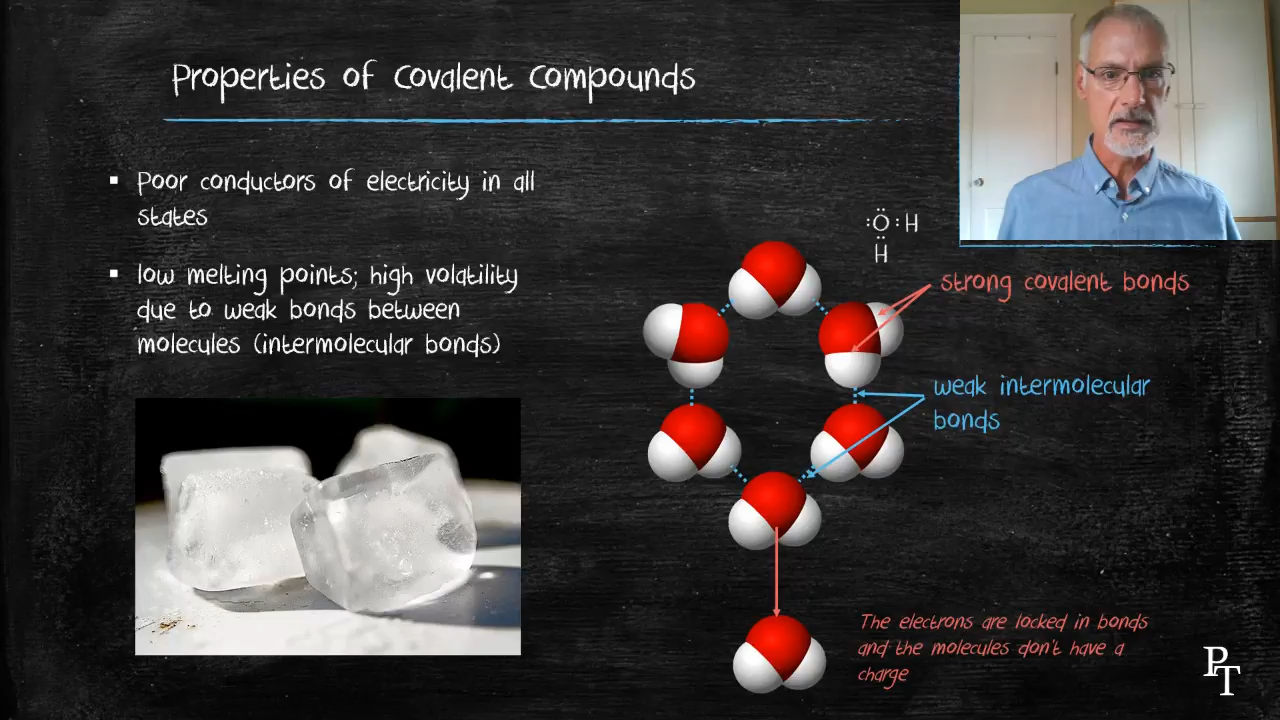 Properties of Covalent Compounds
▪ Poor conductors of electricity in all
states
▪ low melting points; high volatility
due to weak bonds between
molecules (intermolecular bonds)
:Ö:H
H
strong covalent bonds
weak intermolecular
bonds
The electrons are locked in bonds
and the molecules don't have a
charge
PT